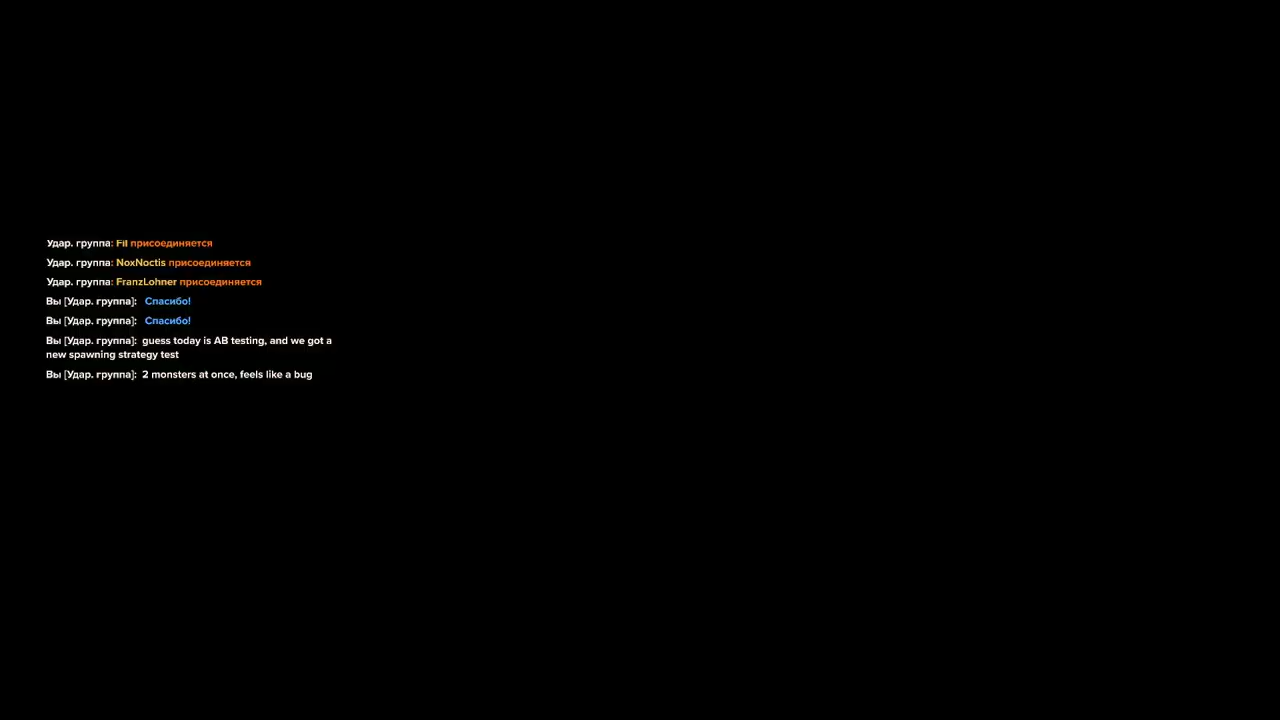 Удар. группа: Fil присоединяется
Удар. группа: NoxNoctis присоединяется
Удар. группа: FranzLohner присоединяется
Вы [Удар. группа]: Спасибо!
Вы [Удар. группа]: Спасибо!
Вы [Удар. группа]: guess today is AB testing, and we got a
new spawning strategy test
Вы [Удар. группа]: 2 monsters at once, feels like a bug